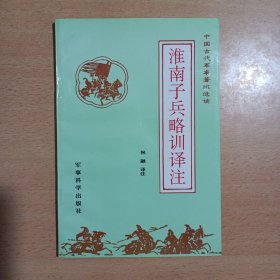 中国古代军事著作选读
淮南子兵略训译注
译注
军事科学出版社